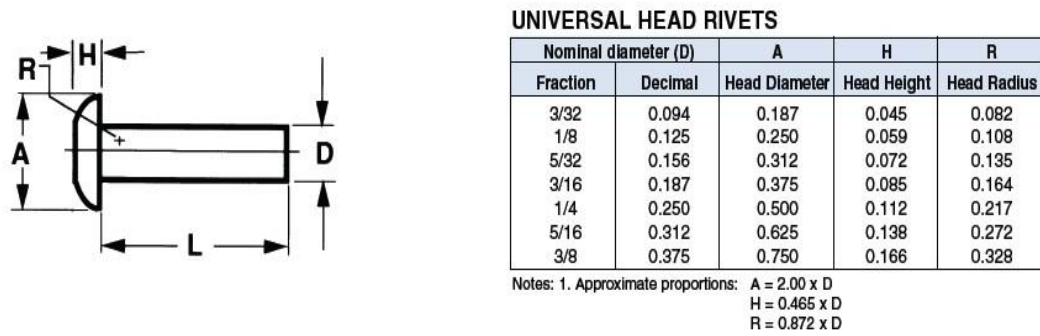 H
R
A
D
L
UNIVERSAL HEAD RIVETS
Nominal diameter (D) A H R
Fraction Decimal Head Diameter Head Height Head Radius
3/32 0.094 0.187 0.045 0.082
1/8 0.125 0.250 0.059 0.108
5/32 0.156 0.312 0.072 0.135
3/16 0.187 0.375 0.085 0.164
1/4 0.250 0.500 0.112 0.217
5/16 0.312 0.625 0.138 0.272
3/8 0.375 0.750 0.166 0.328
Notes: 1. Approximate proportions: A = 2.00 x D
H = 0.465 x D
R = 0.872 x D